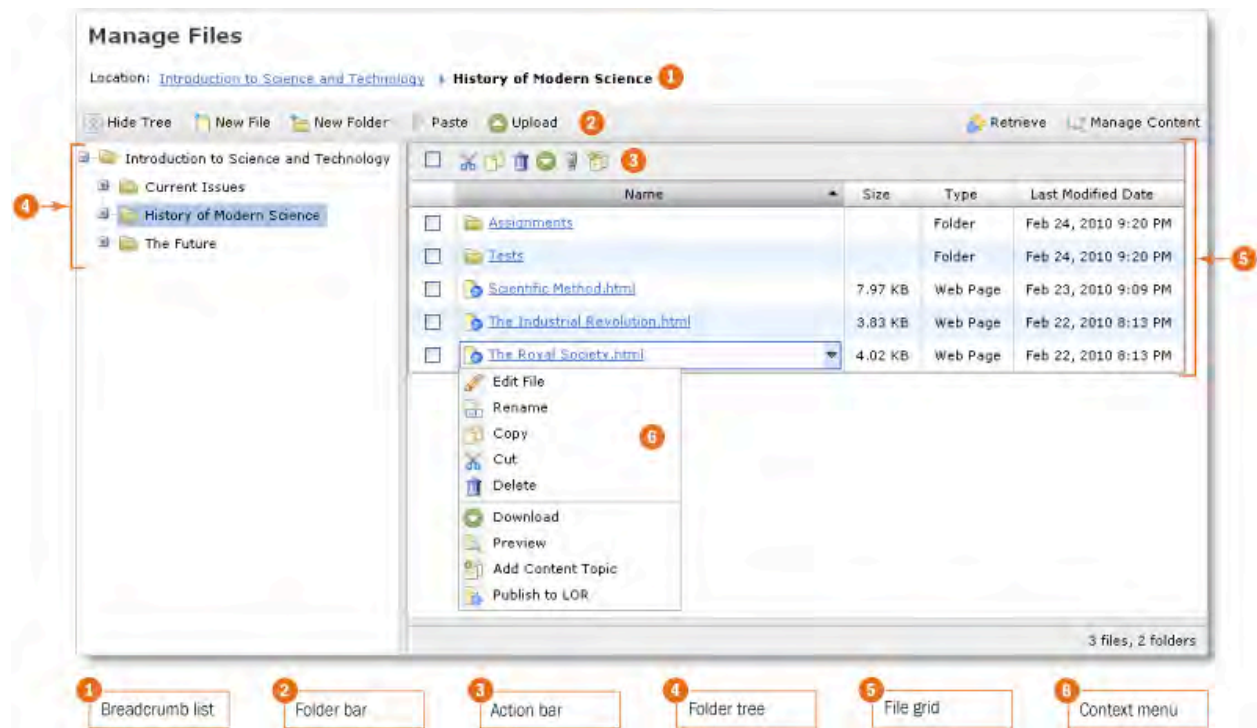 Manage Files
Location: Introduction to Science and Technology History of Modern Science 1
Hide Tree New File New Folder Paste Upload 2 Retrieve Manage Content
Introduction to Science and Technology
Current Issues
4 History of Modern Science
The Future
3
Name Size Type Last Modified Date
Assignments Folder Feb 24, 2010 9:20 PM
Tests Folder Feb 24, 2010 9:20 PM
5
Scientific Method.html 7.97 KB Web Page Feb 23, 2010 9:09 PM
The Industrial Revolution.html 3.83 KB Web Page Feb 22, 2010 8:13 PM
The Royal Society.html 4.02 KB Web Page Feb 22, 2010 8:13 PM
Edit File
Rename
Copy 6
Cut
Delete
Download
Preview
Add Content Topic
Publish to LOR
3 files, 2 folders
1 Breadcrumb list
2 Folder bar
3 Action bar
4 Folder tree
5 File grid
6 Context menu